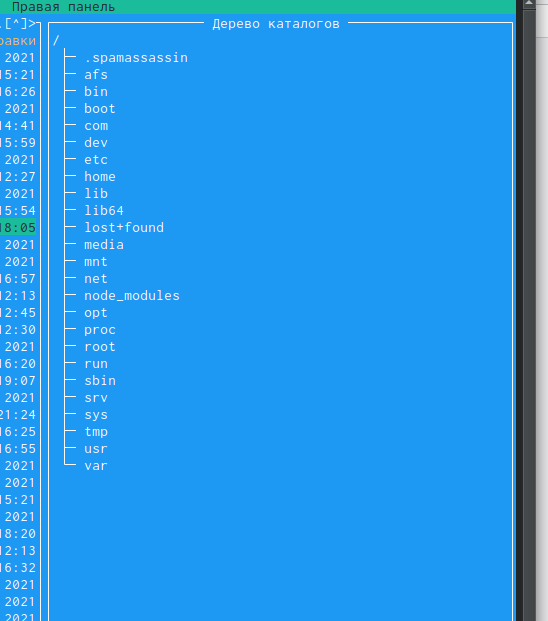 Правая панель
.[^]>┐┌ Дерево каталогов ┐
равки /
2021 .spamassassin
15:21 afs
16:26 bin
2021 boot
14:41 com
15:59 dev
2021 etc
12:27 home
2021 lib
15:54 lib64
18:05 lost+found
2021 media
2021 mnt
16:57 net
12:13 node_modules
12:45 opt
12:30 proc
2021 root
16:20 run
19:07 sbin
2021 srv
21:24 sys
16:25 tmp
16:55 usr
2021 var
2021
15:21
2021
18:20
12:13
16:32
2021
2021
2021